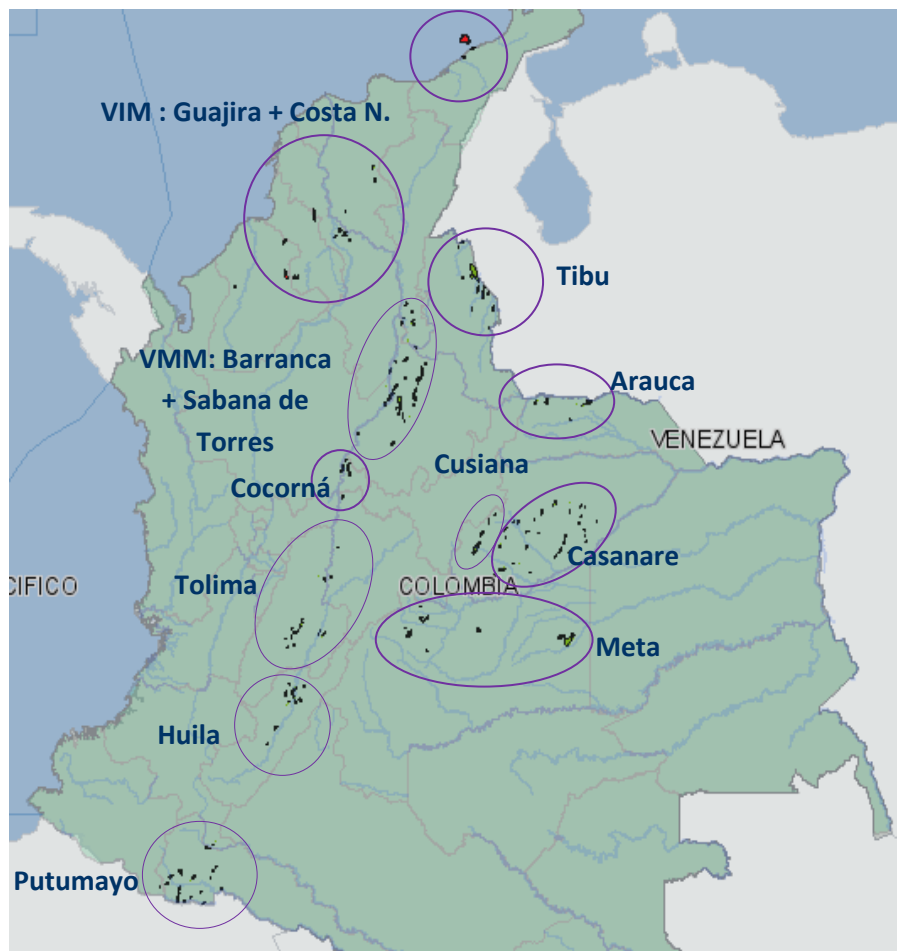 VIM : Guajira + Costa N.
Tibu
VMM: Barranca
+ Sabana de
Torres
Arauca
VENEZUELA
Cusiana
Cocorná
Casanare
Tolima
COLOMBIA
CIFICO
Meta
Huila
Putumayo